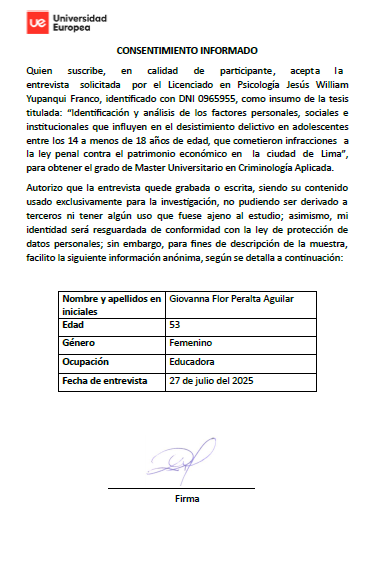 ue Universidad
Europea
CONSENTIMIENTO INFORMADO
Quien suscribe, en calidad de participante, acepta la
entrevista solicitada por el Licenciado en Psicología Jesús William
Yupanqui Franco, identificado con DNI 0965955, como insumo de la tesis
titulada: “Identificación y análisis de los factores personales, sociales e
institucionales que influyen en el desistimiento delictivo en adolescentes
entre los 14 a menos de 18 años de edad, que cometieron infracciones a
la ley penal contra el patrimonio económico en la ciudad de Lima”,
para obtener el grado de Master Universitario en Criminología Aplicada.
Autorizo que la entrevista quede grabada o escrita, siendo su contenido
usado exclusivamente para la investigación, no pudiendo ser derivado a
terceros ni tener algún uso que fuese ajeno al estudio; asimismo, mi
identidad será resguardada de conformidad con la ley de protección de
datos personales; sin embargo, para fines de descripción de la muestra,
facilito la siguiente información anónima, según se detalla a continuación:
Nombre y apellidos en iniciales Giovanna Flor Peralta Aguilar
Edad 53
Género Femenino
Ocupación Educadora
Fecha de entrevista 27 de julio del 2025
Firma